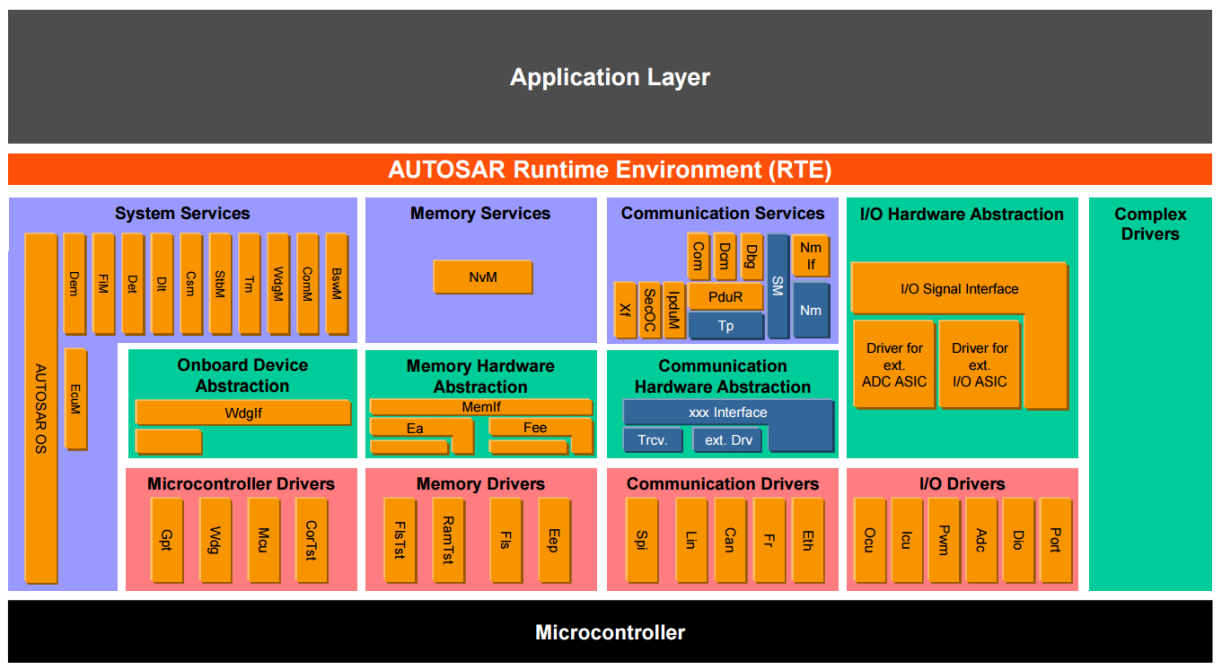 Application Layer
AUTOSAR Runtime Environment (RTE)
System Services
AUTOSAR OS
Dem
FiM
Det
Dlt
Csm
StbM
Tm
WdgM
ComM
BswM
EcuM
Memory Services
NvM
Communication Services
Com
Dcm
Dbg
SM
Nm
If
Xf
SecOC
IpduM
PduR
Tp
Nm
I/O Hardware Abstraction
I/O Signal Interface
Driver for
ext.
ADC ASIC
Driver for
ext.
I/O ASIC
Complex
Drivers
Onboard Device
Abstraction
WdgIf
Memory Hardware
Abstraction
MemIf
Ea
Fee
Communication
Hardware Abstraction
xxx Interface
Trcv.
ext. Drv
Microcontroller Drivers
Gpt
Wdg
Mcu
CorTst
Memory Drivers
FlsTst
RamTst
Fls
Eep
Communication Drivers
Spi
Lin
Can
Fr
Eth
I/O Drivers
Ocu
Icu
Pwm
Adc
Dio
Port
Microcontroller